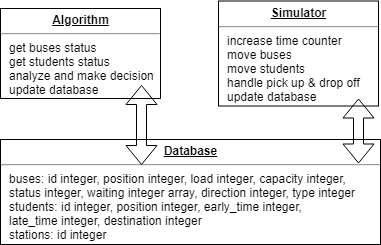 Algorithm
get buses status
get students status
analyze and make decision
update database
Simulator
increase time counter
move buses
move students
handle pick up & drop off
update database
Database
buses: id integer, position integer, load integer, capacity integer,
status integer, waiting integer array, direction integer, type integer
students: id integer, position integer, early_time integer,
late_time integer, destination integer
stations: id integer